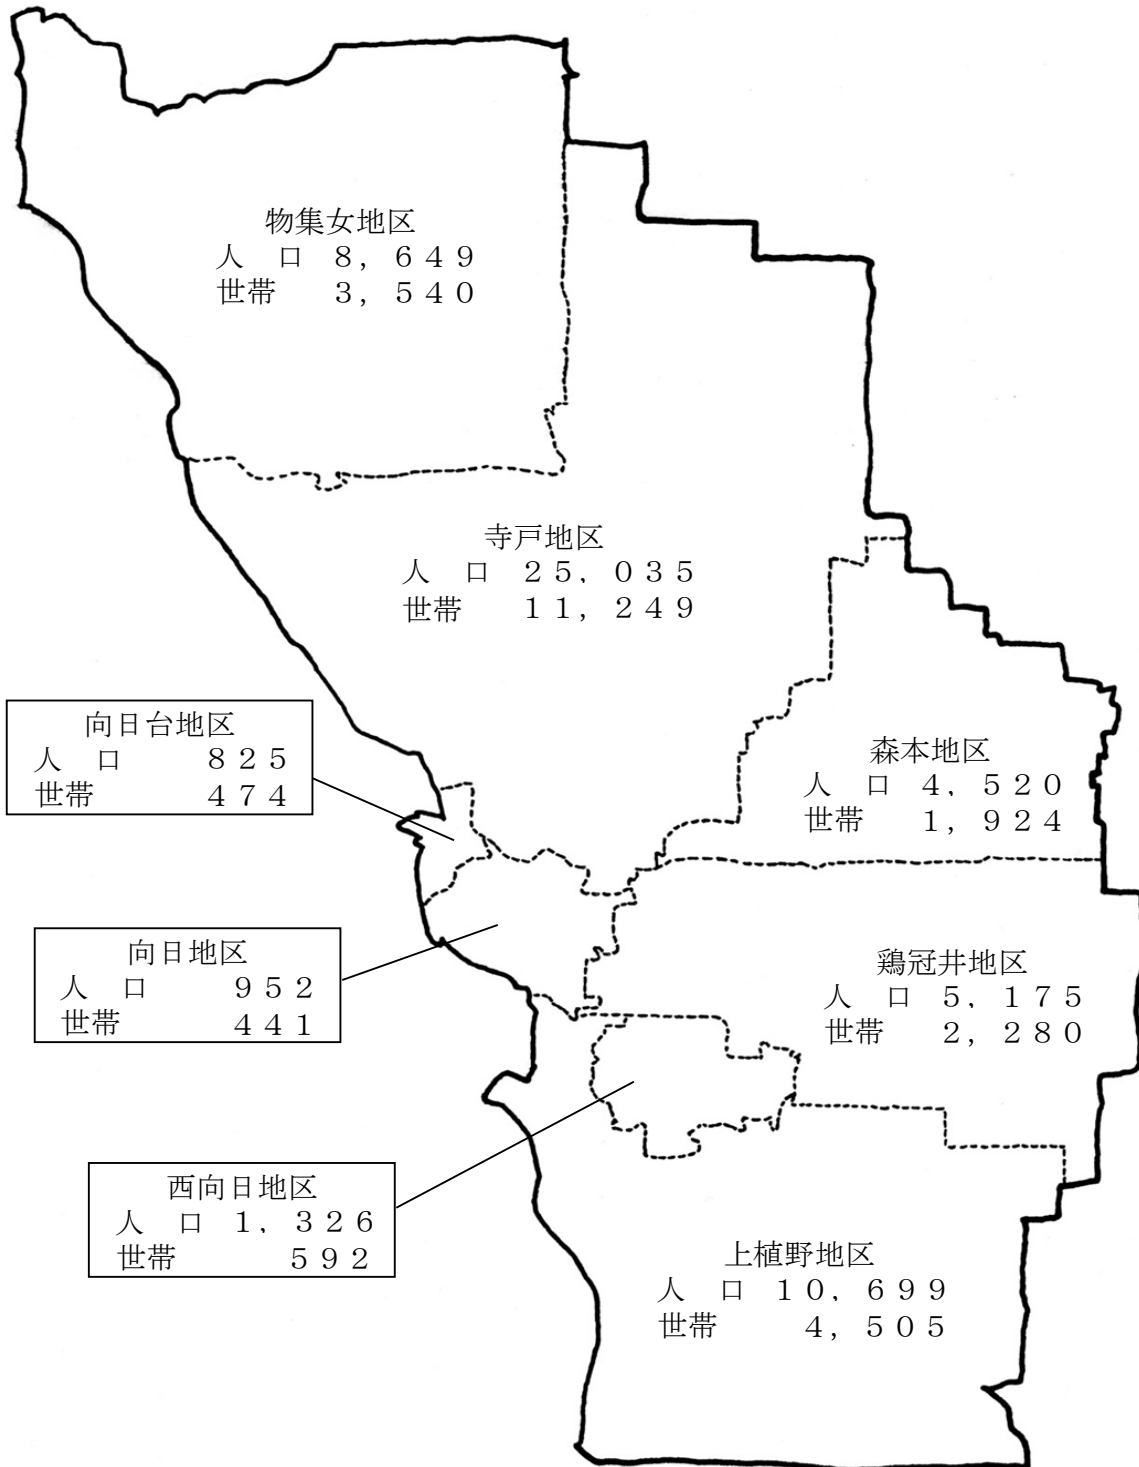 物集女地区
人　口　８，６４９
世帯　　３，５４０
寺戸地区
人　口　２５，０３５
世帯　　１１，２４９
向日台地区
人　口　　８２５
世帯　　　４７４
森本地区
人　口　４，５２０
世帯　　１，９２４
向日地区
人　口　　９５２
世帯　　　４４１
鶏冠井地区
人　口　５，１７５
世帯　　２，２８０
西向日地区
人　口　１，３２６
世帯　　　５９２
上植野地区
人　口　１０，６９９
世帯　　　４，５０５